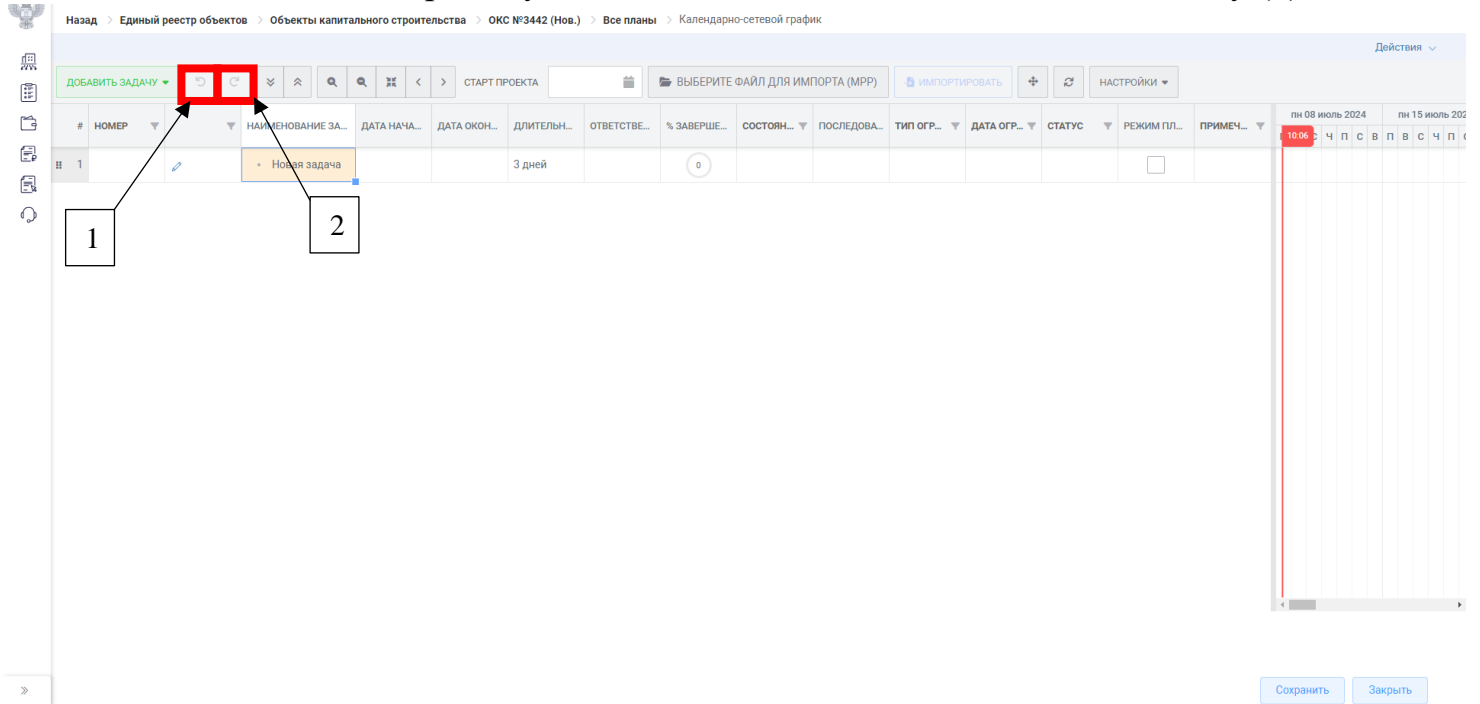 Назад > Единый реестр объектов > Объекты капитального строительства > ОКС №3442 (Нов.) > Все планы > Календарно-сетевой график
Действия
ДОБАВИТЬ ЗАДАЧУ СТАРТ ПРОЕКТА ВЫБЕРИТЕ ФАЙЛ ДЛЯ ИМПОРТА (MPP) ИМПОРТИРОВАТЬ НАСТРОЙКИ
пн 08 июль 2024 пн 15 июль 202
# НОМЕР НАИМЕНОВАНИЕ ЗА... ДАТА НАЧА... ДАТА ОКОН... ДЛИТЕЛЬН... ОТВЕТСТВЕ... % ЗАВЕРШЕ... СОСТОЯН... ПОСЛЕДОВА... ТИП ОГР... ДАТА ОГР... СТАТУС РЕЖИМ ПЛ... ПРИМЕЧ...
10:06 Ч П С В П В С Ч П
1 Новая задача 3 дней 0
1
2
Сохранить Закрыть